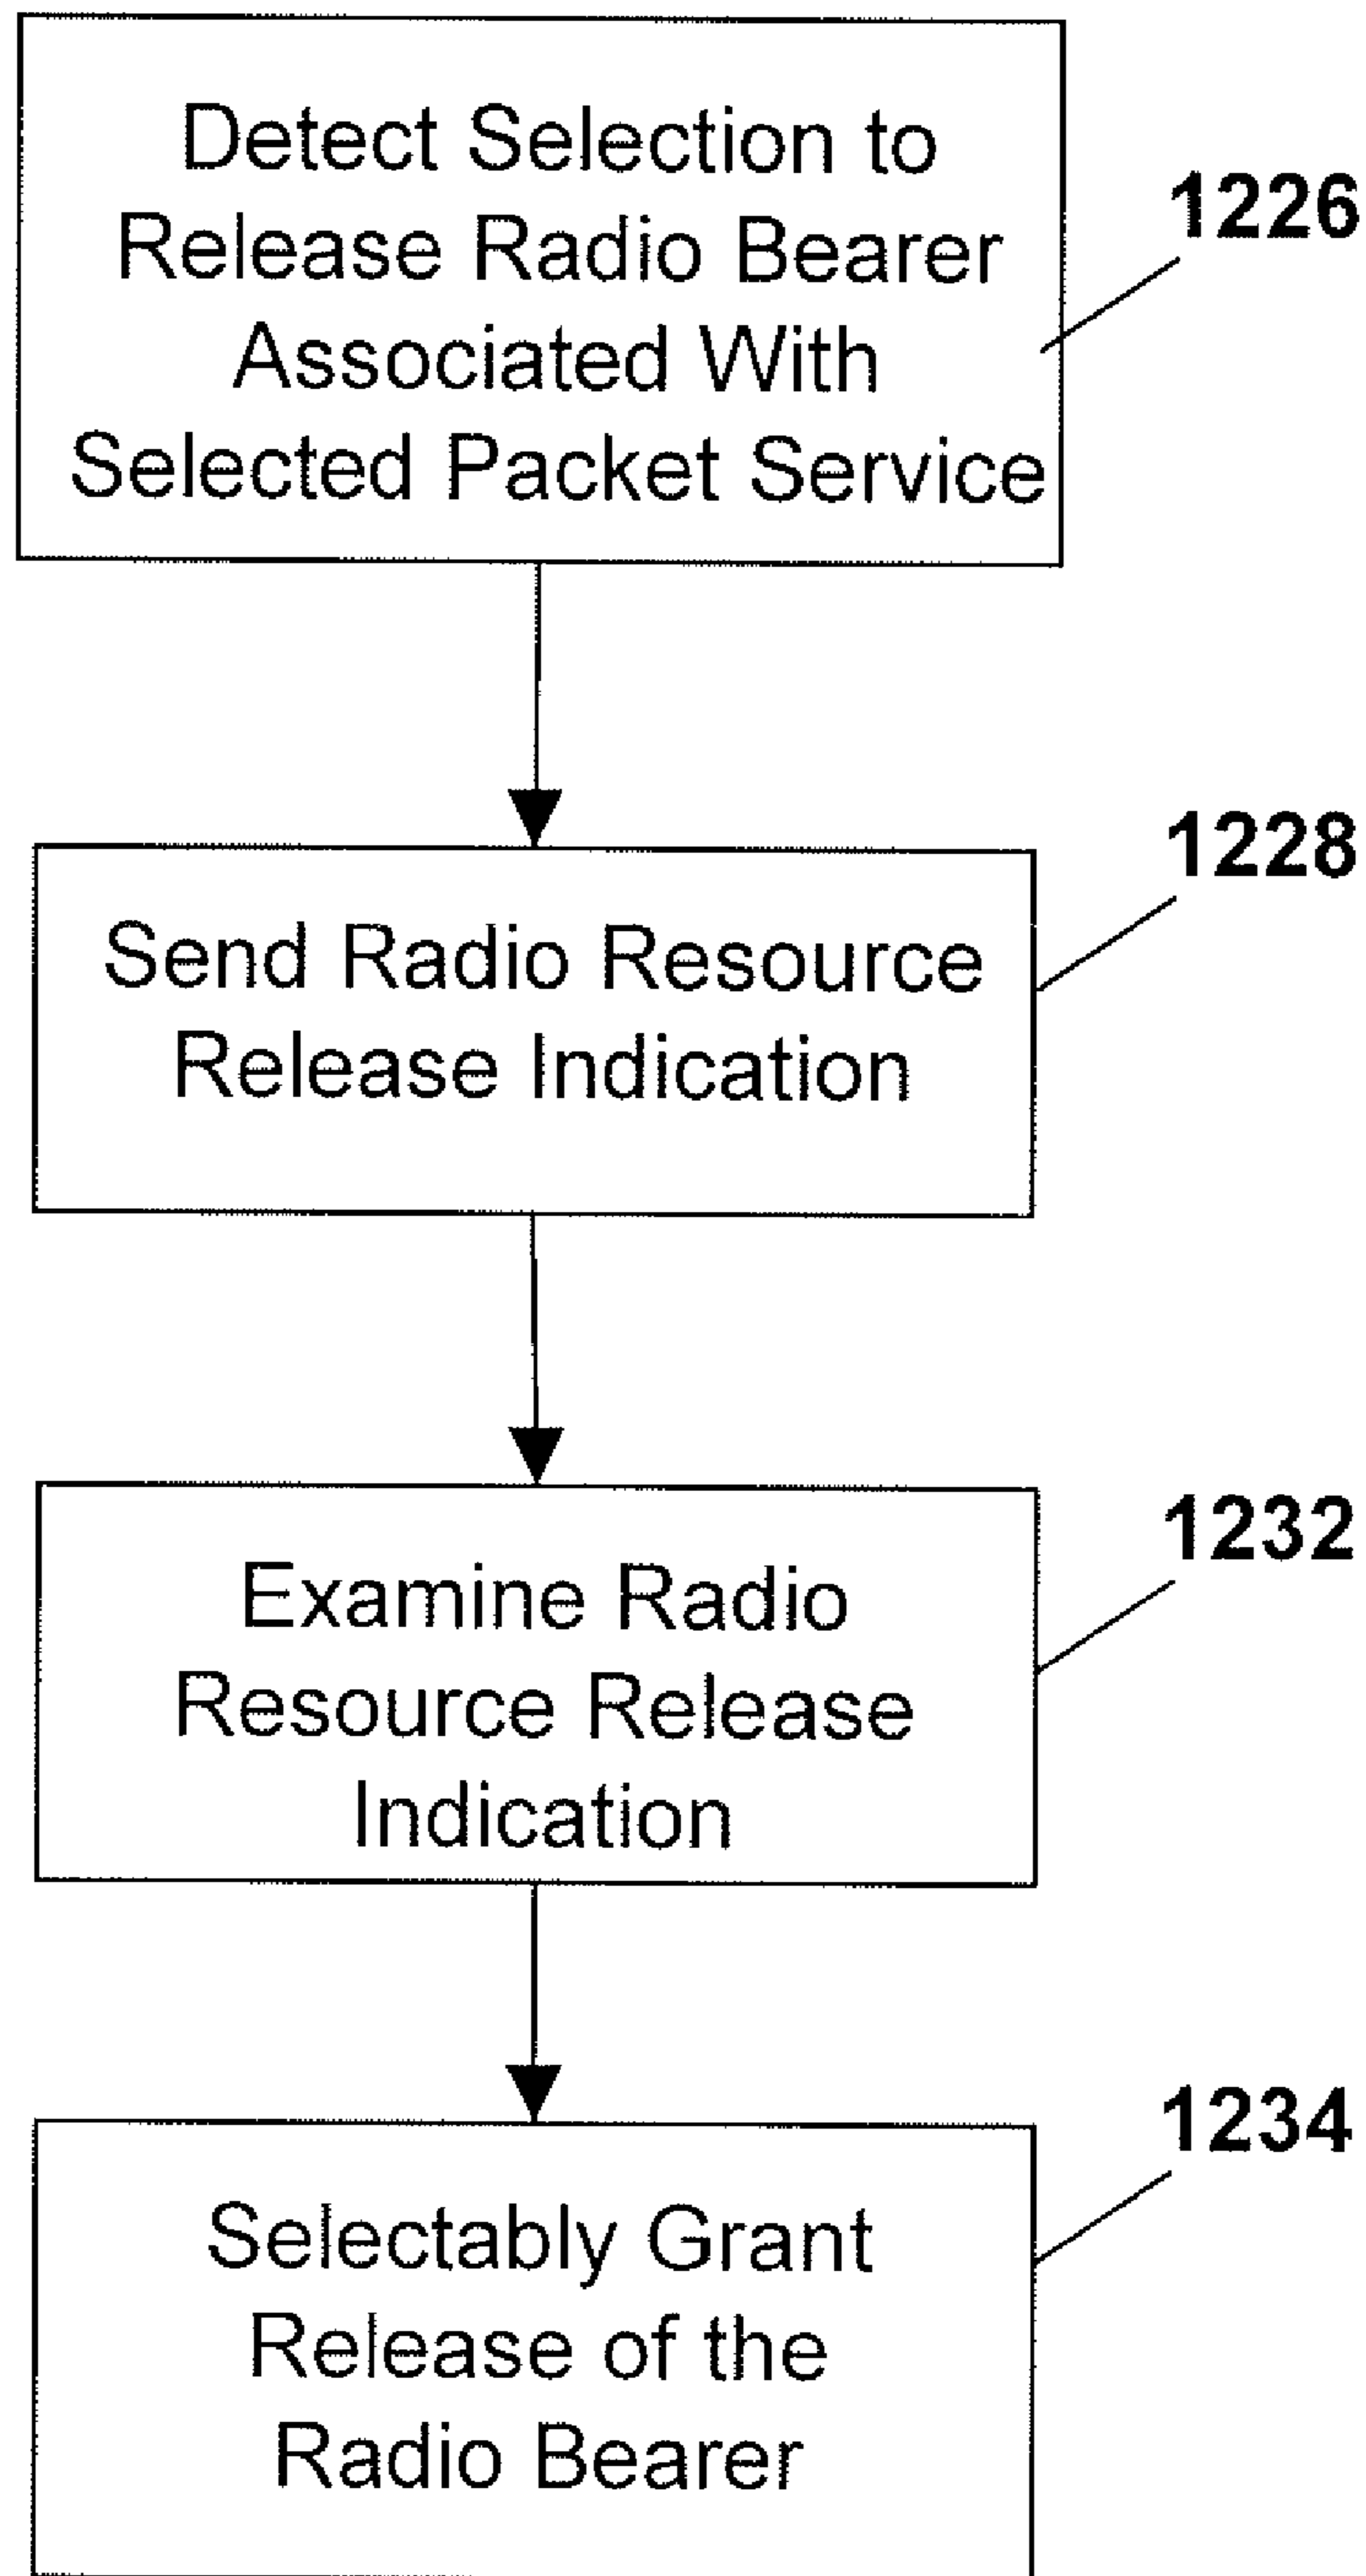 Detect Selection to
Release Radio Bearer
Associated With
Selected Packet Service
1226
Send Radio Resource
Release Indication
1228
Examine Radio
Resource Release
Indication
1232
Selectably Grant
Release of the
Radio Bearer
1234